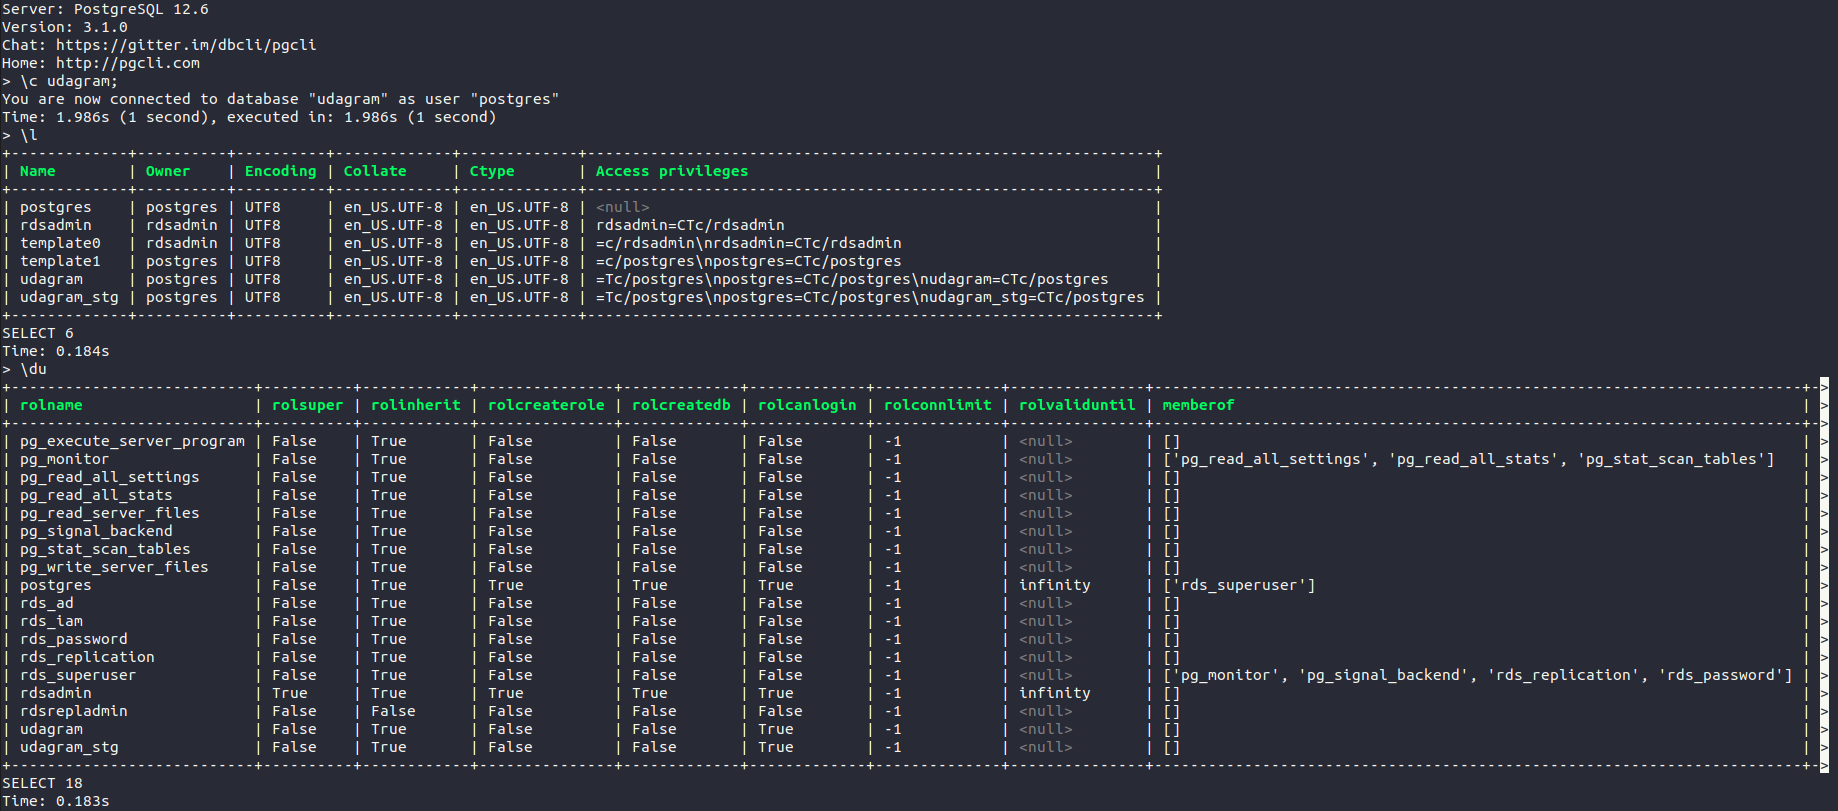 Server: PostgreSQL 12.6
Version: 3.1.0
Chat: https://gitter.im/dbcli/pgcli
Home: http://pgcli.com
> \c udagram;
You are now connected to database "udagram" as user "postgres"
Time: 1.986s (1 second), executed in: 1.986s (1 second)
> \l
+-------------+----------+----------+-------------+-------------+---------------------------------------------------------------+
| Name        | Owner    | Encoding | Collate     | Ctype       | Access privileges                                             |
+-------------+----------+----------+-------------+-------------+---------------------------------------------------------------+
| postgres    | postgres | UTF8     | en_US.UTF-8 | en_US.UTF-8 | <null>                                                        |
| rdsadmin    | rdsadmin | UTF8     | en_US.UTF-8 | en_US.UTF-8 | rdsadmin=CTc/rdsadmin                                         |
| template0   | rdsadmin | UTF8     | en_US.UTF-8 | en_US.UTF-8 | =c/rdsadmin\nrdsadmin=CTc/rdsadmin                            |
| template1   | postgres | UTF8     | en_US.UTF-8 | en_US.UTF-8 | =c/postgres\npostgres=CTc/postgres                            |
| udagram     | postgres | UTF8     | en_US.UTF-8 | en_US.UTF-8 | =Tc/postgres\npostgres=CTc/postgres\nudagram=CTc/postgres     |
| udagram_stg | postgres | UTF8     | en_US.UTF-8 | en_US.UTF-8 | =Tc/postgres\npostgres=CTc/postgres\nudagram_stg=CTc/postgres |
+-------------+----------+----------+-------------+-------------+---------------------------------------------------------------+
SELECT 6
Time: 0.184s
> \du
+---------------------------+----------+------------+---------------+-------------+-------------+--------------+---------------+------------------------------------------------------------------------+->
| rolname                   | rolsuper | rolinherit | rolcreaterole | rolcreatedb | rolcanlogin | rolconnlimit | rolvaliduntil | memberof                                                               | >
+---------------------------+----------+------------+---------------+-------------+-------------+--------------+---------------+------------------------------------------------------------------------+->
| pg_execute_server_program | False    | True       | False         | False       | False       | -1           | <null>        | []                                                                     | >
| pg_monitor                | False    | True       | False         | False       | False       | -1           | <null>        | ['pg_read_all_settings', 'pg_read_all_stats', 'pg_stat_scan_tables']   | >
| pg_read_all_settings      | False    | True       | False         | False       | False       | -1           | <null>        | []                                                                     | >
| pg_read_all_stats         | False    | True       | False         | False       | False       | -1           | <null>        | []                                                                     | >
| pg_read_server_files      | False    | True       | False         | False       | False       | -1           | <null>        | []                                                                     | >
| pg_signal_backend         | False    | True       | False         | False       | False       | -1           | <null>        | []                                                                     | >
| pg_stat_scan_tables       | False    | True       | False         | False       | False       | -1           | <null>        | []                                                                     | >
| pg_write_server_files     | False    | True       | False         | False       | False       | -1           | <null>        | []                                                                     | >
| postgres                  | False    | True       | True          | True        | True        | -1           | infinity      | ['rds_superuser']                                                      | >
| rds_ad                    | False    | True       | False         | False       | False       | -1           | <null>        | []                                                                     | >
| rds_iam                   | False    | True       | False         | False       | False       | -1           | <null>        | []                                                                     | >
| rds_password              | False    | True       | False         | False       | False       | -1           | <null>        | []                                                                     | >
| rds_replication           | False    | True       | False         | False       | False       | -1           | <null>        | []                                                                     | >
| rds_superuser             | False    | True       | False         | False       | False       | -1           | <null>        | ['pg_monitor', 'pg_signal_backend', 'rds_replication', 'rds_password'] | >
| rdsadmin                  | True     | True       | True          | True        | True        | -1           | infinity      | []                                                                     | >
| rdsrepladmin              | False    | False      | False         | False       | False       | -1           | <null>        | []                                                                     | >
| udagram                   | False    | True       | False         | False       | True        | -1           | <null>        | []                                                                     | >
| udagram_stg               | False    | True       | False         | False       | True        | -1           | <null>        | []                                                                     | >
+---------------------------+----------+------------+---------------+-------------+-------------+--------------+---------------+------------------------------------------------------------------------+->
SELECT 18
Time: 0.183s